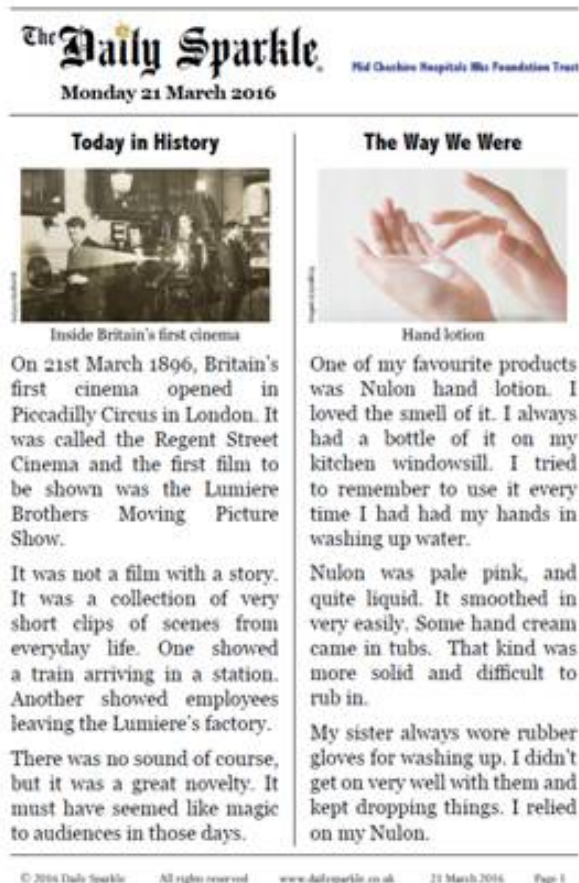 The Daily Sparkle
Mid Cheshire Hospitals Nhs Foundation Trust
Monday 21 March 2016
Today in History
Inside Britain's first cinema
On 21st March 1896, Britain's
first cinema opened in
Piccadilly Circus in London. It
was called the Regent Street
Cinema and the first film to
be shown was the Lumiere
Brothers Moving Picture
Show.
It was not a film with a story.
It was a collection of very
short clips of scenes from
everyday life. One showed
a train arriving in a station.
Another showed employees
leaving the Lumiere's factory.
There was no sound of course,
but it was a great novelty. It
must have seemed like magic
to audiences in those days.
The Way We Were
Hand lotion
One of my favourite products
was Nulon hand lotion. I
loved the smell of it. I always
had a bottle of it on my
kitchen windowsill. I tried
to remember to use it every
time I had had my hands in
washing up water.
Nulon was pale pink, and
quite liquid. It smoothed in
very easily. Some hand cream
came in tubs. That kind was
more solid and difficult to
rub in.
My sister always wore rubber
gloves for washing up. I didn't
get on very well with them and
kept dropping things. I relied
on my Nulon.
© 2016 Daily Sparkle All rights reserved www.dailysparkle.co.uk 21 March 2016 Page 1